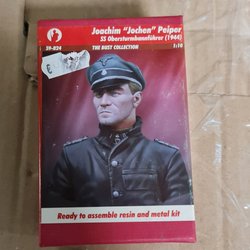 Joachim "Jochen" Peiper
SS Obersturmbannführer (1944)
THE BUST COLLECTION
1:10
59-024
€
Ready to assemble resin and metal kit